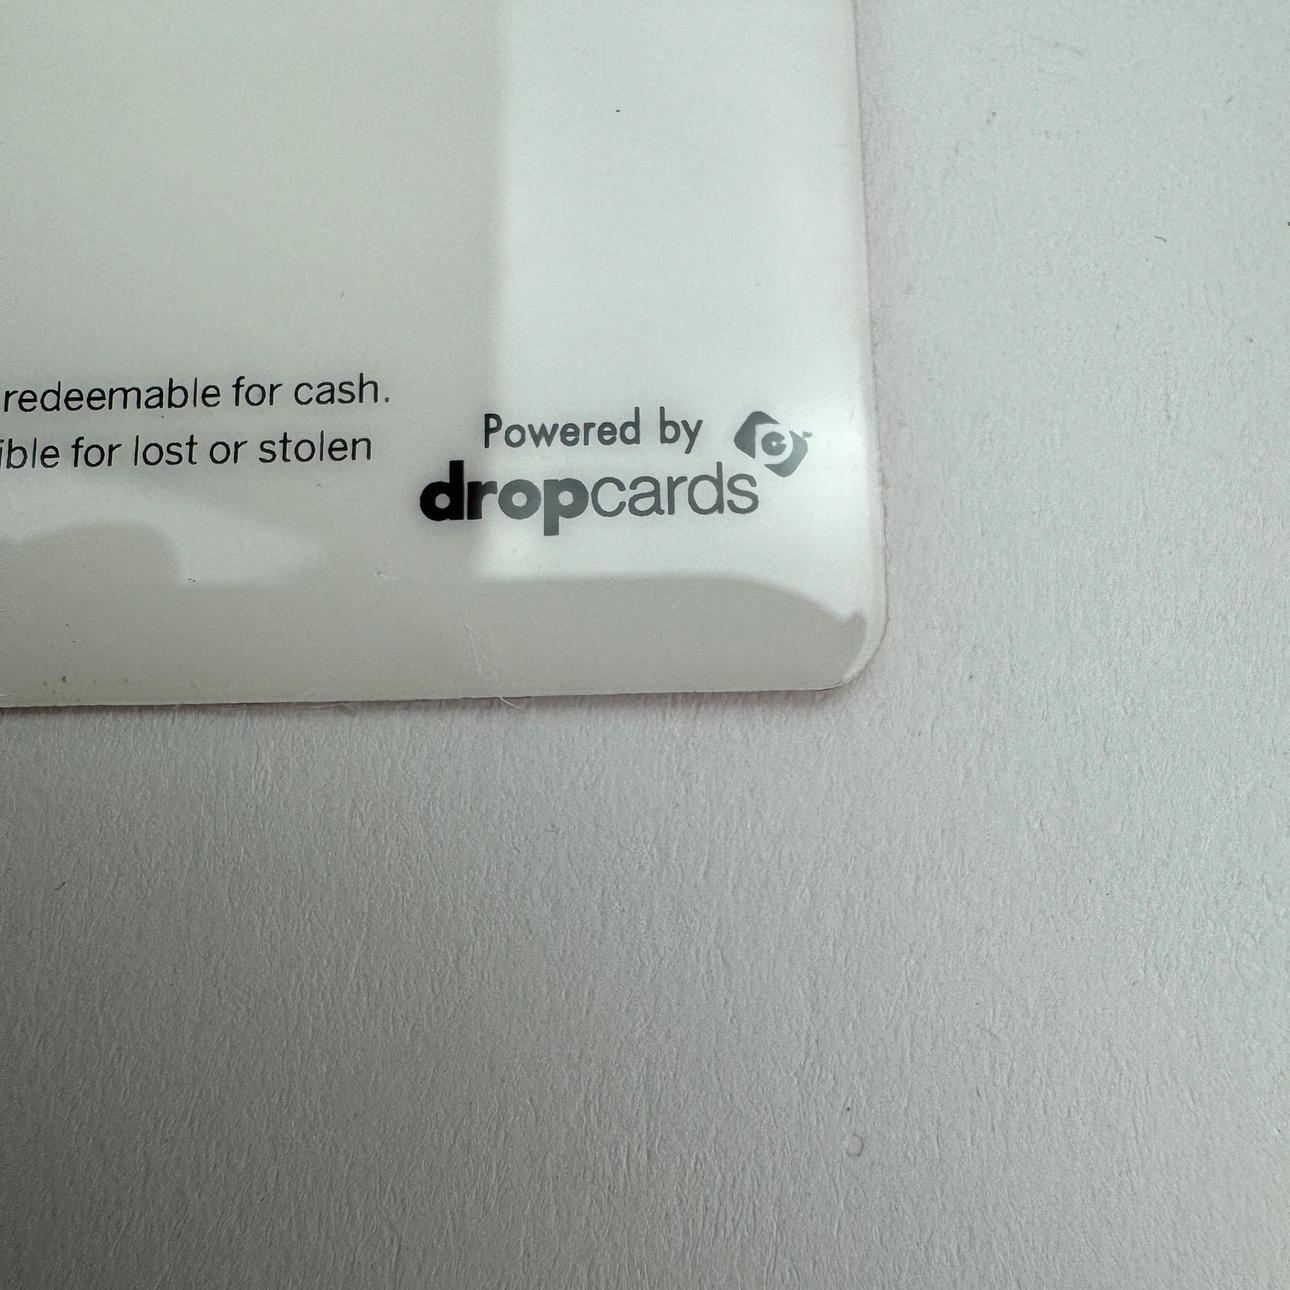 redeemable for cash.
ible for lost or stolen
Powered by
dropcards